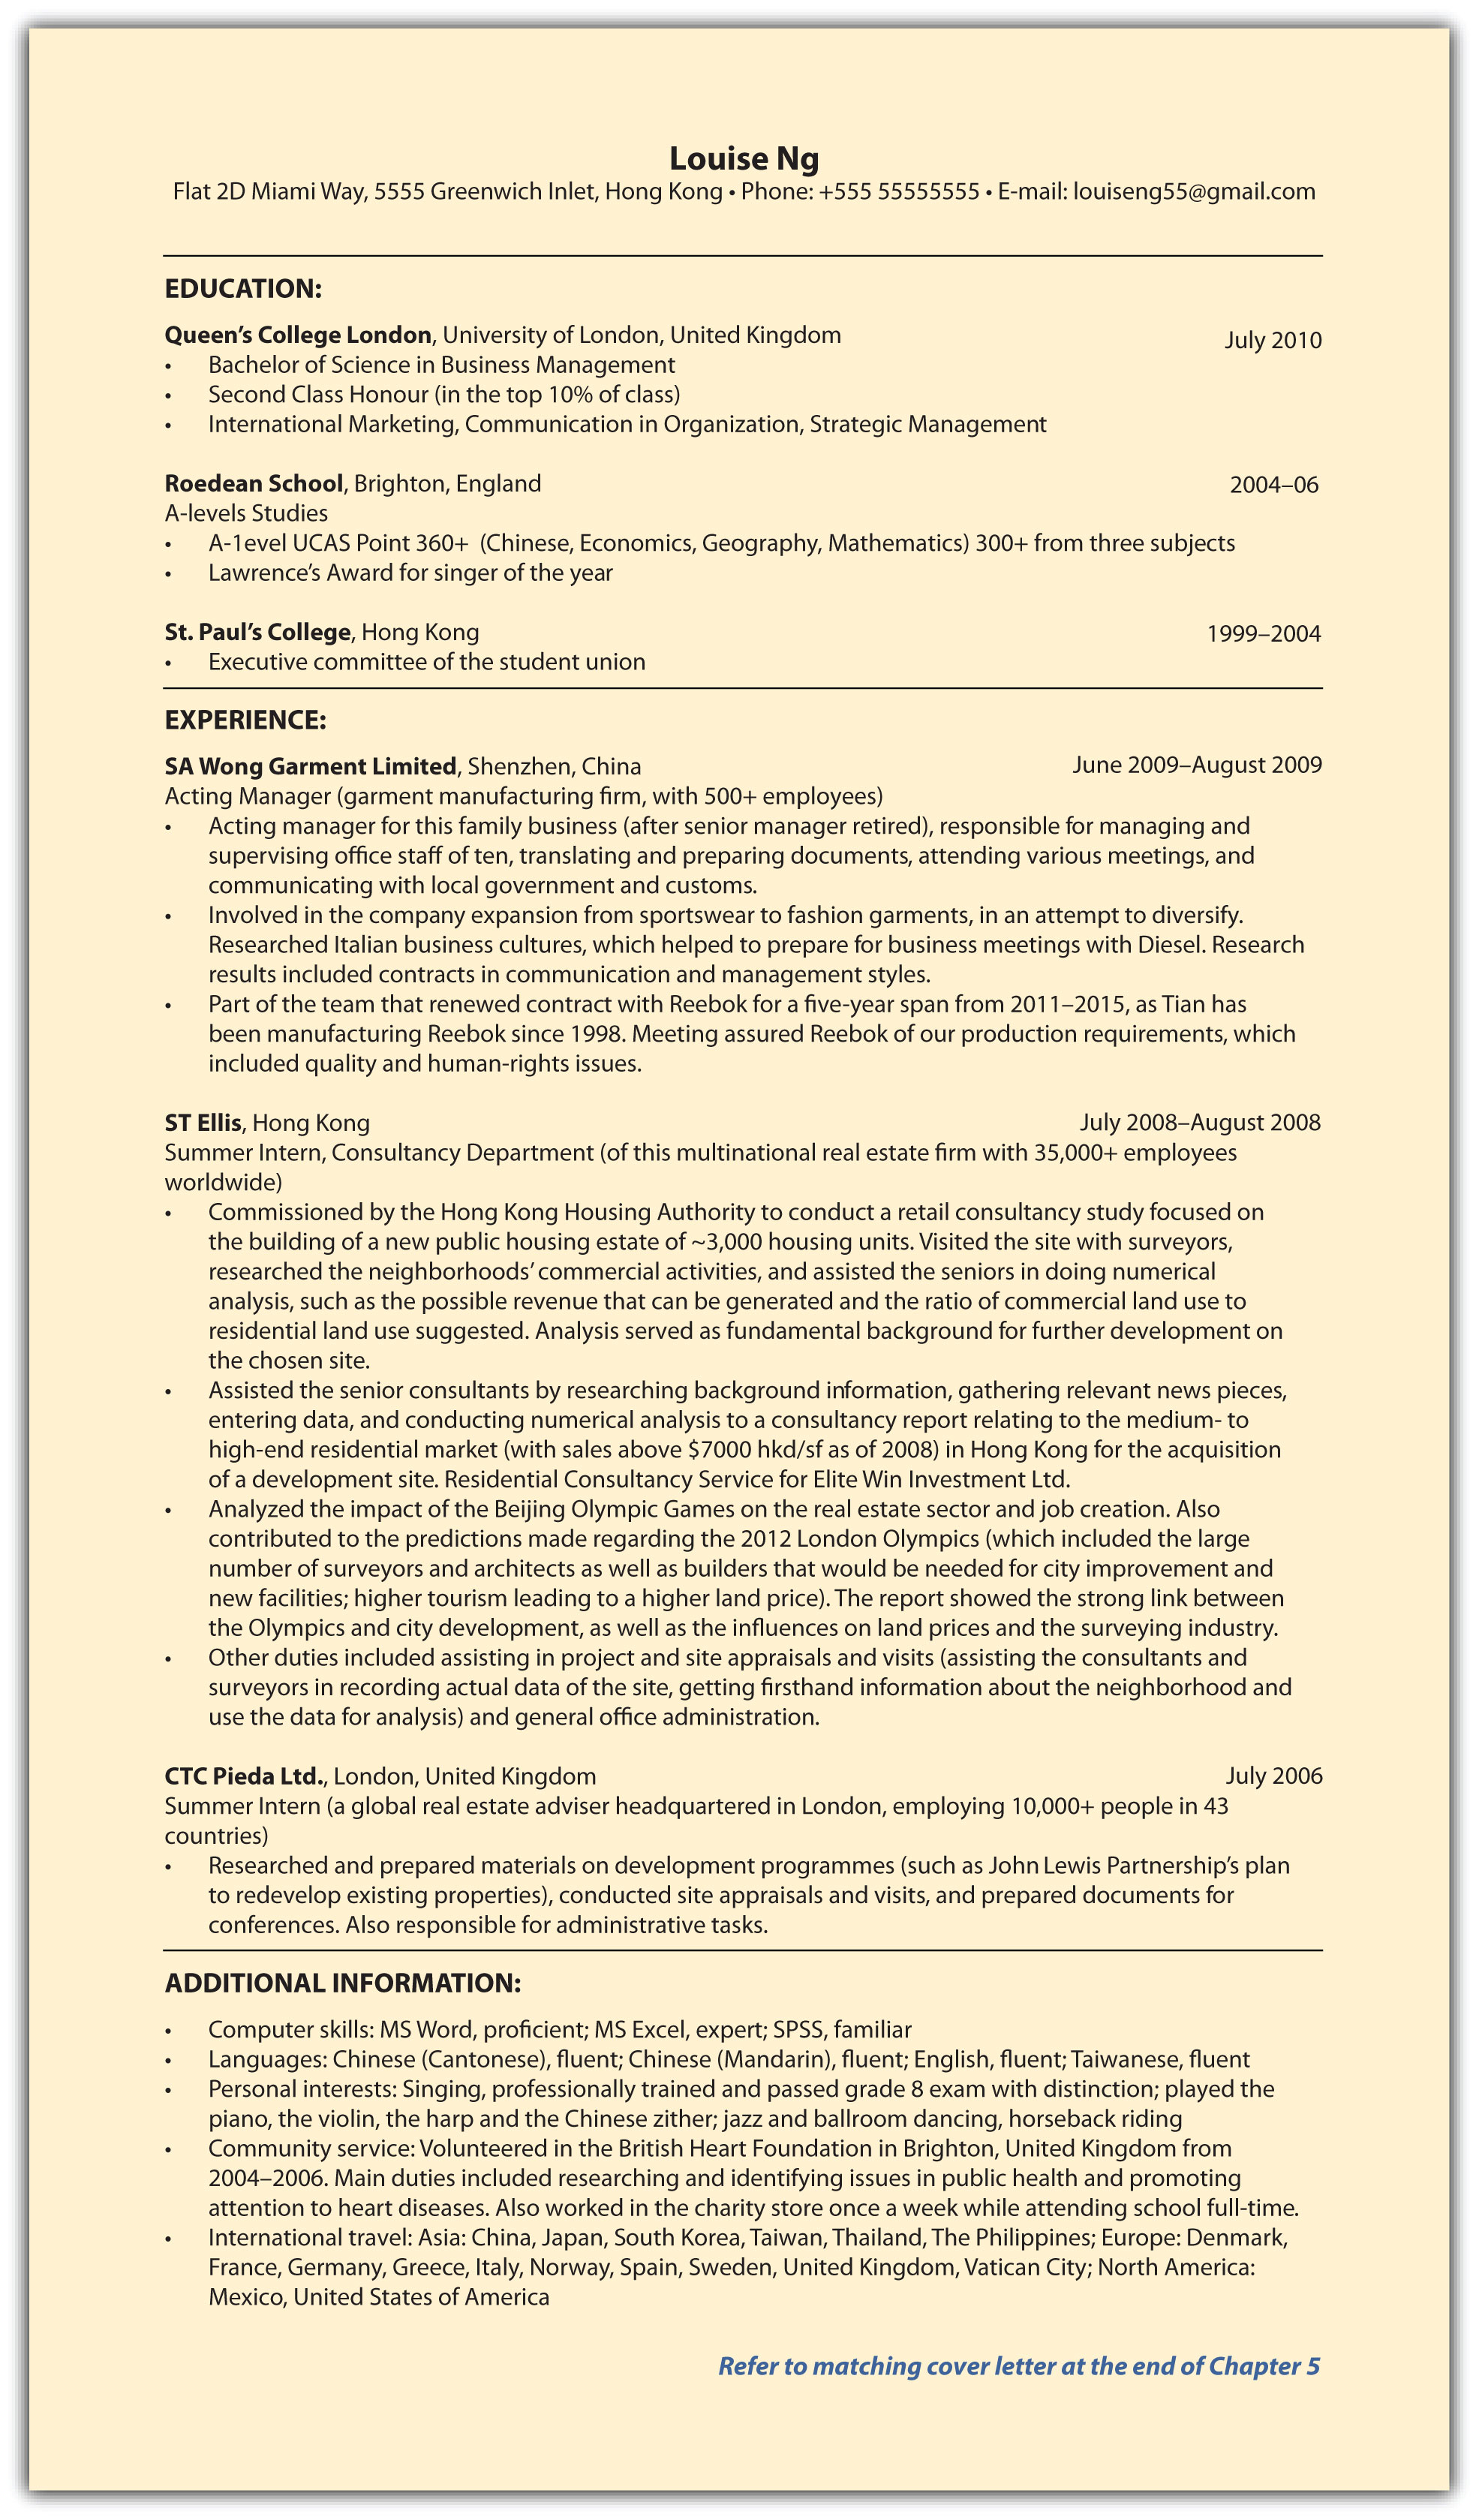 Louise Ng
Flat 2D Miami Way, 5555 Greenwich Inlet, Hong Kong • Phone: +555 55555555 • E-mail: louiseng55@gmail.com
EDUCATION:
Queen’s College London, University of London, United Kingdom July 2010
• Bachelor of Science in Business Management
• Second Class Honour (in the top 10% of class)
• International Marketing, Communication in Organization, Strategic Management
Roedean School, Brighton, England 2004–06
A-levels Studies
• A-1evel UCAS Point 360+ (Chinese, Economics, Geography, Mathematics) 300+ from three subjects
• Lawrence’s Award for singer of the year
St. Paul’s College, Hong Kong 1999–2004
• Executive committee of the student union
EXPERIENCE:
SA Wong Garment Limited, Shenzhen, China June 2009–August 2009
Acting Manager (garment manufacturing firm, with 500+ employees)
• Acting manager for this family business (after senior manager retired), responsible for managing and
supervising office staff of ten, translating and preparing documents, attending various meetings, and
communicating with local government and customs.
• Involved in the company expansion from sportswear to fashion garments, in an attempt to diversify.
Researched Italian business cultures, which helped to prepare for business meetings with Diesel. Research
results included contracts in communication and management styles.
• Part of the team that renewed contract with Reebok for a five-year span from 2011–2015, as Tian has
been manufacturing Reebok since 1998. Meeting assured Reebok of our production requirements, which
included quality and human-rights issues.
ST Ellis, Hong Kong July 2008–August 2008
Summer Intern, Consultancy Department (of this multinational real estate firm with 35,000+ employees
worldwide)
• Commissioned by the Hong Kong Housing Authority to conduct a retail consultancy study focused on
the building of a new public housing estate of ~3,000 housing units. Visited the site with surveyors,
researched the neighborhoods’ commercial activities, and assisted the seniors in doing numerical
analysis, such as the possible revenue that can be generated and the ratio of commercial land use to
residential land use suggested. Analysis served as fundamental background for further development on
the chosen site.
• Assisted the senior consultants by researching background information, gathering relevant news pieces,
entering data, and conducting numerical analysis to a consultancy report relating to the medium- to
high-end residential market (with sales above $7000 hkd/sf as of 2008) in Hong Kong for the acquisition
of a development site. Residential Consultancy Service for Elite Win Investment Ltd.
• Analyzed the impact of the Beijing Olympic Games on the real estate sector and job creation. Also
contributed to the predictions made regarding the 2012 London Olympics (which included the large
number of surveyors and architects as well as builders that would be needed for city improvement and
new facilities; higher tourism leading to a higher land price). The report showed the strong link between
the Olympics and city development, as well as the influences on land prices and the surveying industry.
• Other duties included assisting in project and site appraisals and visits (assisting the consultants and
surveyors in recording actual data of the site, getting firsthand information about the neighborhood and
use the data for analysis) and general office administration.
CTC Pieda Ltd., London, United Kingdom July 2006
Summer Intern (a global real estate adviser headquartered in London, employing 10,000+ people in 43
countries)
• Researched and prepared materials on development programmes (such as John Lewis Partnership’s plan
to redevelop existing properties), conducted site appraisals and visits, and prepared documents for
conferences. Also responsible for administrative tasks.
ADDITIONAL INFORMATION:
• Computer skills: MS Word, proficient; MS Excel, expert; SPSS, familiar
• Languages: Chinese (Cantonese), fluent; Chinese (Mandarin), fluent; English, fluent; Taiwanese, fluent
• Personal interests: Singing, professionally trained and passed grade 8 exam with distinction; played the
piano, the violin, the harp and the Chinese zither; jazz and ballroom dancing, horseback riding
• Community service: Volunteered in the British Heart Foundation in Brighton, United Kingdom from
2004–2006. Main duties included researching and identifying issues in public health and promoting
attention to heart diseases. Also worked in the charity store once a week while attending school full-time.
• International travel: Asia: China, Japan, South Korea, Taiwan, Thailand, The Philippines; Europe: Denmark,
France, Germany, Greece, Italy, Norway, Spain, Sweden, United Kingdom, Vatican City; North America:
Mexico, United States of America
Refer to matching cover letter at the end of Chapter 5